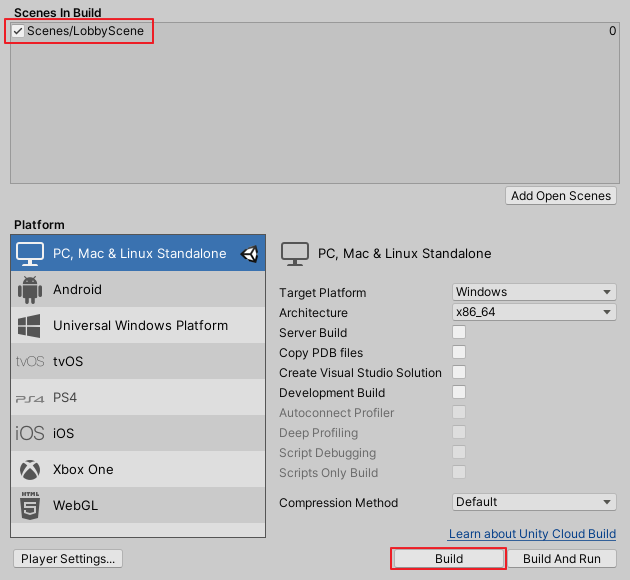 Scenes In Build
Scenes/LobbyScene 0
Add Open Scenes
Platform
PC, Mac & Linux Standalone
Android
Universal Windows Platform
tvOS tvOS
PS4 PS4
iOS iOS
Xbox One
HTML 5 WebGL
PC, Mac & Linux Standalone
Target Platform Windows
Architecture x86_64
Server Build
Copy PDB files
Create Visual Studio Solution
Development Build
Autoconnect Profiler
Deep Profiling
Script Debugging
Scripts Only Build
Compression Method Default
Learn about Unity Cloud Build
Player Settings... Build Build And Run